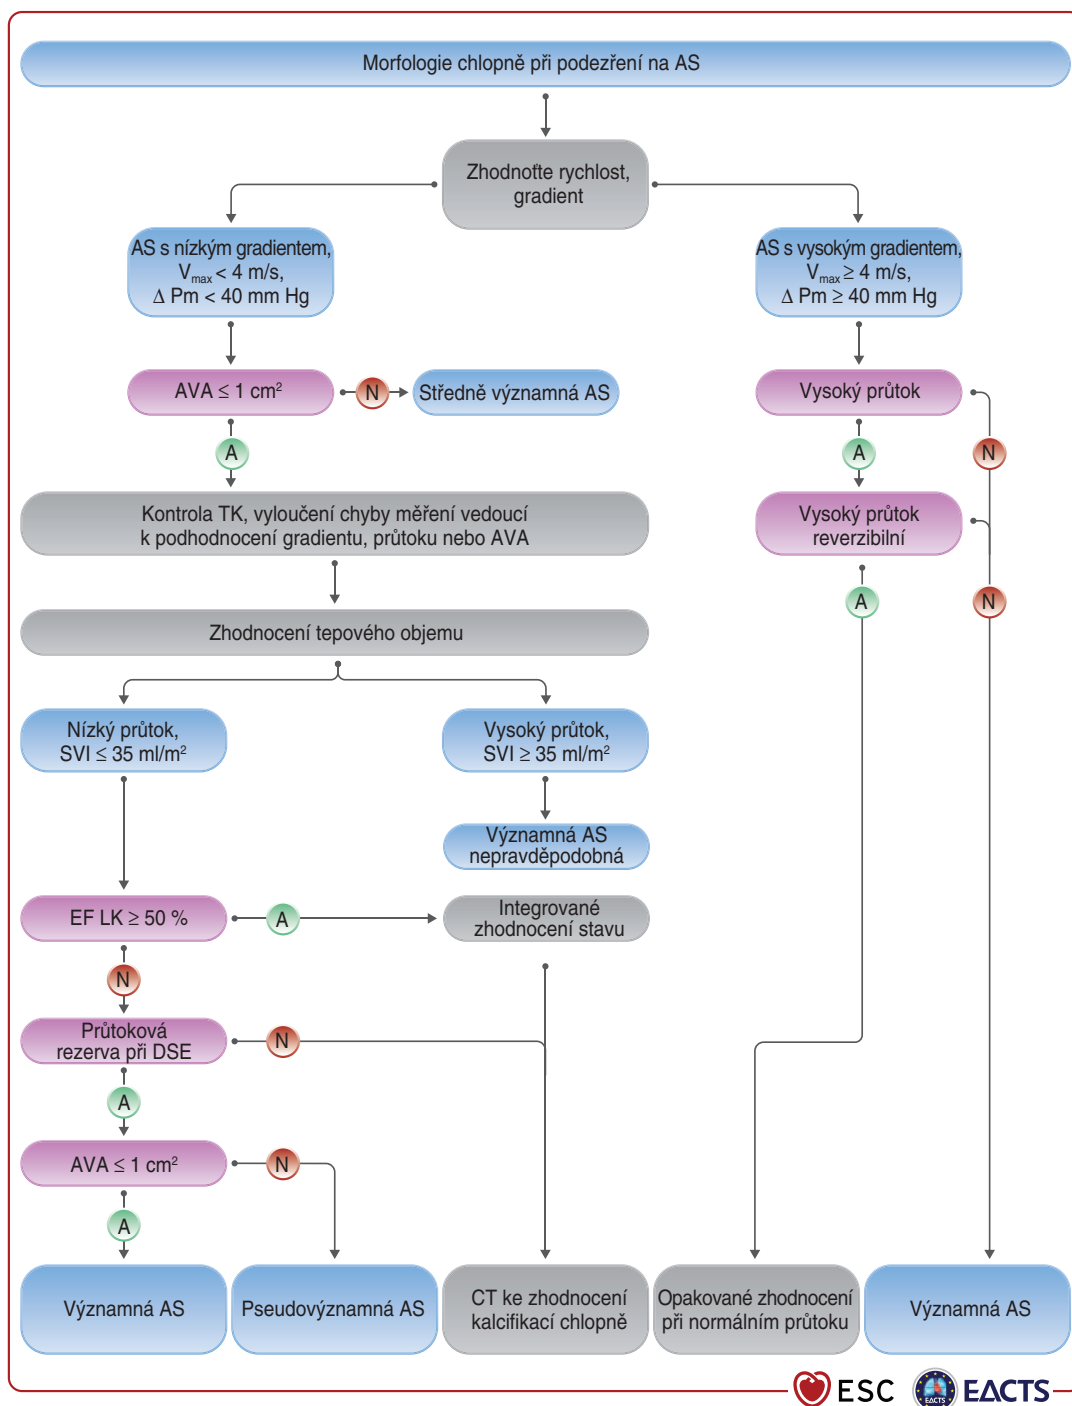 Morfologie chlopně při podezření na AS
Zhodnoťte rychlost,
gradient
AS s nízkým gradientem,
Vmax < 4 m/s,
Δ Pm < 40 mm Hg
AS s vysokým gradientem,
Vmax ≥ 4 m/s,
Δ Pm ≥ 40 mm Hg
AVA ≤ 1 cm²
N
Středně významná AS
Vysoký průtok
A
A
N
Kontrola TK, vyloučení chyby měření vedoucí
k podhodnocení gradientu, průtoku nebo AVA
Vysoký průtok
reverzibilní
A
N
Zhodnocení tepového objemu
Nízký průtok,
SVI ≤ 35 ml/m²
Vysoký průtok,
SVI ≥ 35 ml/m²
Významná AS
nepravděpodobná
EF LK ≥ 50 %
A
Integrované
zhodnocení stavu
N
Průtoková
rezerva při DSE
N
A
AVA ≤ 1 cm²
N
A
Významná AS
Pseudovýznamná AS
CT ke zhodnocení
kalcifikací chlopně
Opakované zhodnocení
při normálním průtoku
Významná AS
ESC
EACTS
EACTS